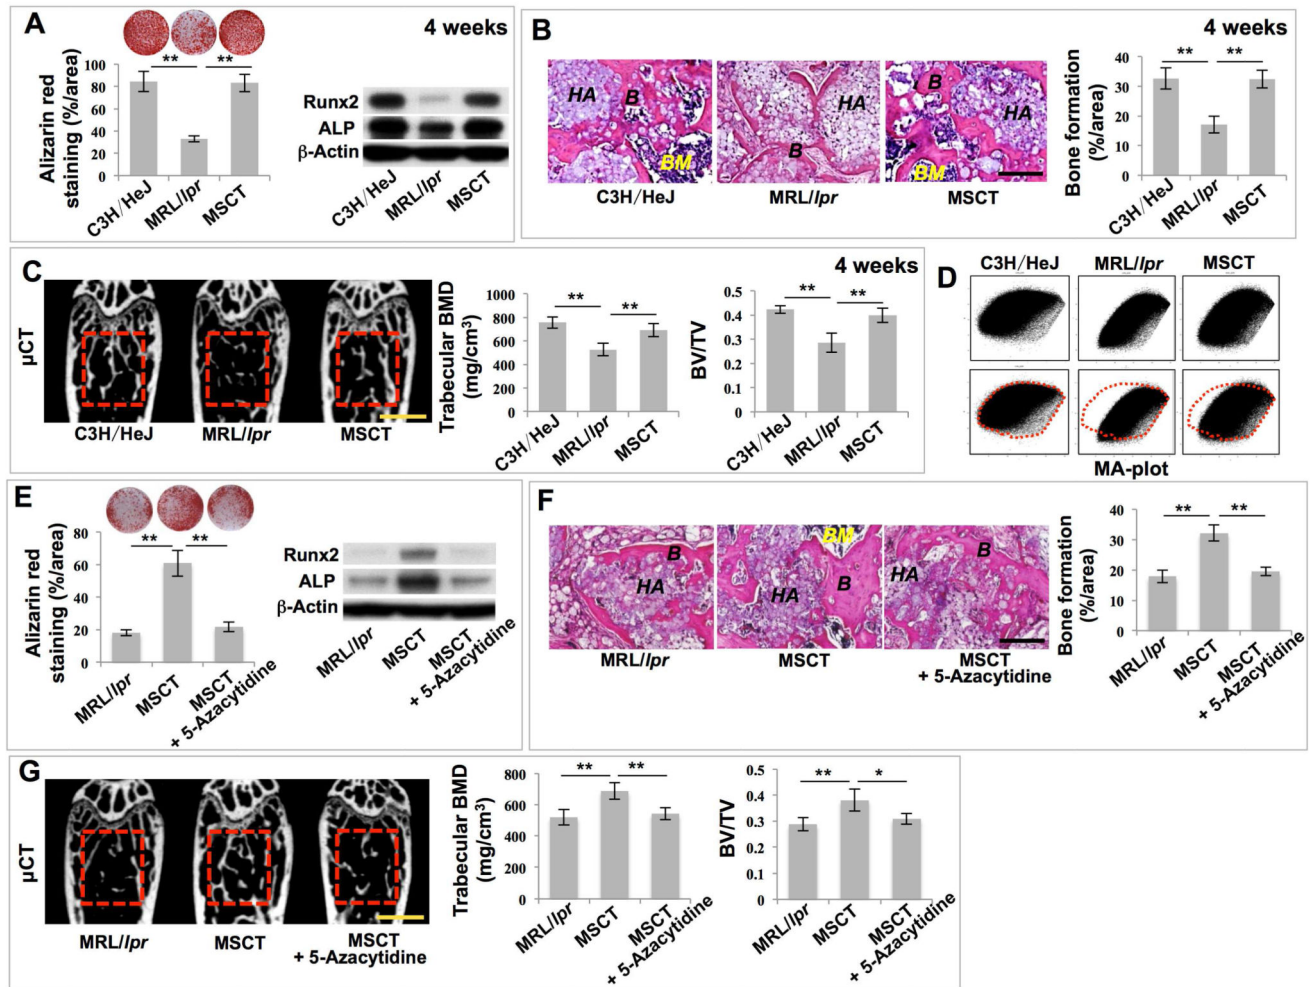 A
4 weeks
Alizarin red
staining (%/area)
100
80
60
40
20
0
** **
C3H/HeJ
MRL/lpr
MSCT
Runx2
ALP
β-Actin
C3H/HeJ
MRL/lpr
MSCT
B
4 weeks
HA
B
BM
HA
B
B
HA
BM
C3H/HeJ
MRL/lpr
MSCT
Bone formation
(%/area)
40
30
20
10
0
** **
C3H/HeJ
MRL/lpr
MSCT
C
4 weeks
µCT
C3H/HeJ
MRL/lpr
MSCT
Trabecular BMD
(mg/cm³)
1000
800
600
400
200
0
** **
C3H/HeJ
MRL/lpr
MSCT
BV/TV
0.5
0.4
0.3
0.2
0.1
0
** **
C3H/HeJ
MRL/lpr
MSCT
D
C3H/HeJ
MRL/lpr
MSCT
MA-plot
E
Alizarin red
staining (%/area)
80
60
40
20
0
** **
MRL/lpr
MSCT
MSCT
+ 5-Azacytidine
Runx2
ALP
β-Actin
MRL/lpr
MSCT
MSCT
+ 5-Azacytidine
F
B
HA
BM
HA
B
B
HA
MRL/lpr
MSCT
MSCT
+ 5-Azacytidine
Bone formation
(%/area)
40
30
20
10
0
** **
MRL/lpr
MSCT
MSCT
+ 5-Azacytidine
G
µCT
MRL/lpr
MSCT
MSCT
+ 5-Azacytidine
Trabecular BMD
(mg/cm³)
800
600
400
200
0
** **
MRL/lpr
MSCT
MSCT
+ 5-Azacytidine
BV/TV
0.5
0.4
0.3
0.2
0.1
0
** *
MRL/lpr
MSCT
MSCT
+ 5-Azacytidine